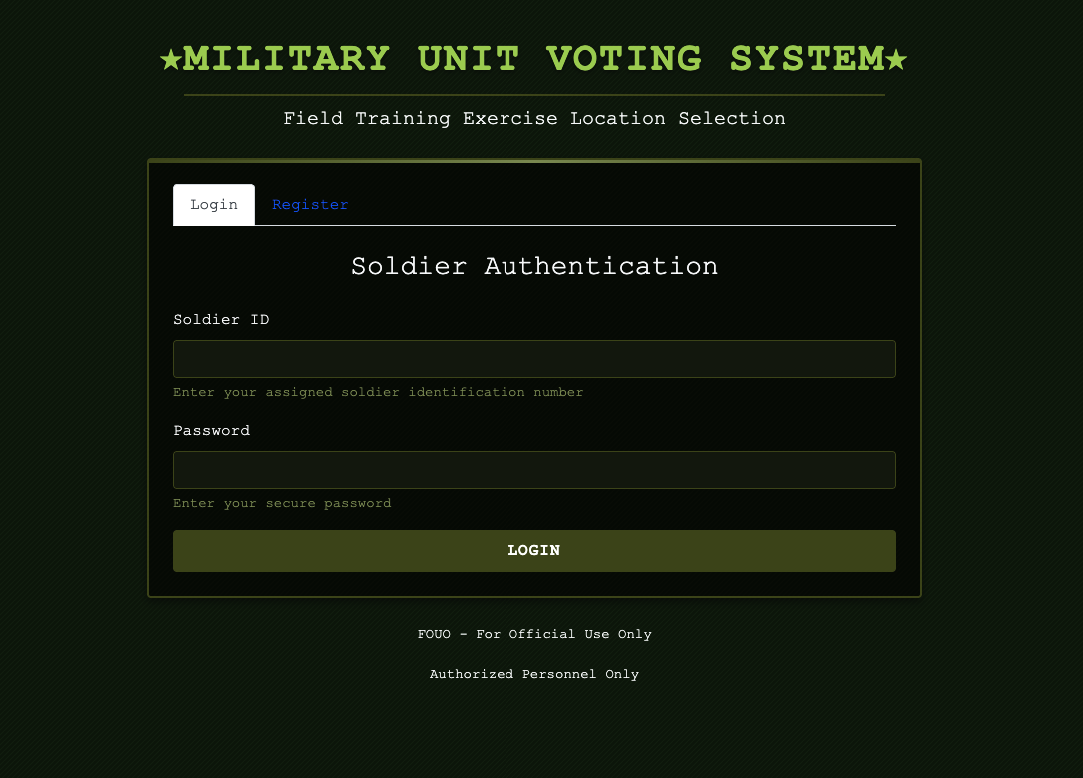 ★MILITARY UNIT VOTING SYSTEM★
Field Training Exercise Location Selection
Login Register
Soldier Authentication
Soldier ID
Enter your assigned soldier identification number
Password
Enter your secure password
LOGIN
FOUO - For Official Use Only
Authorized Personnel Only